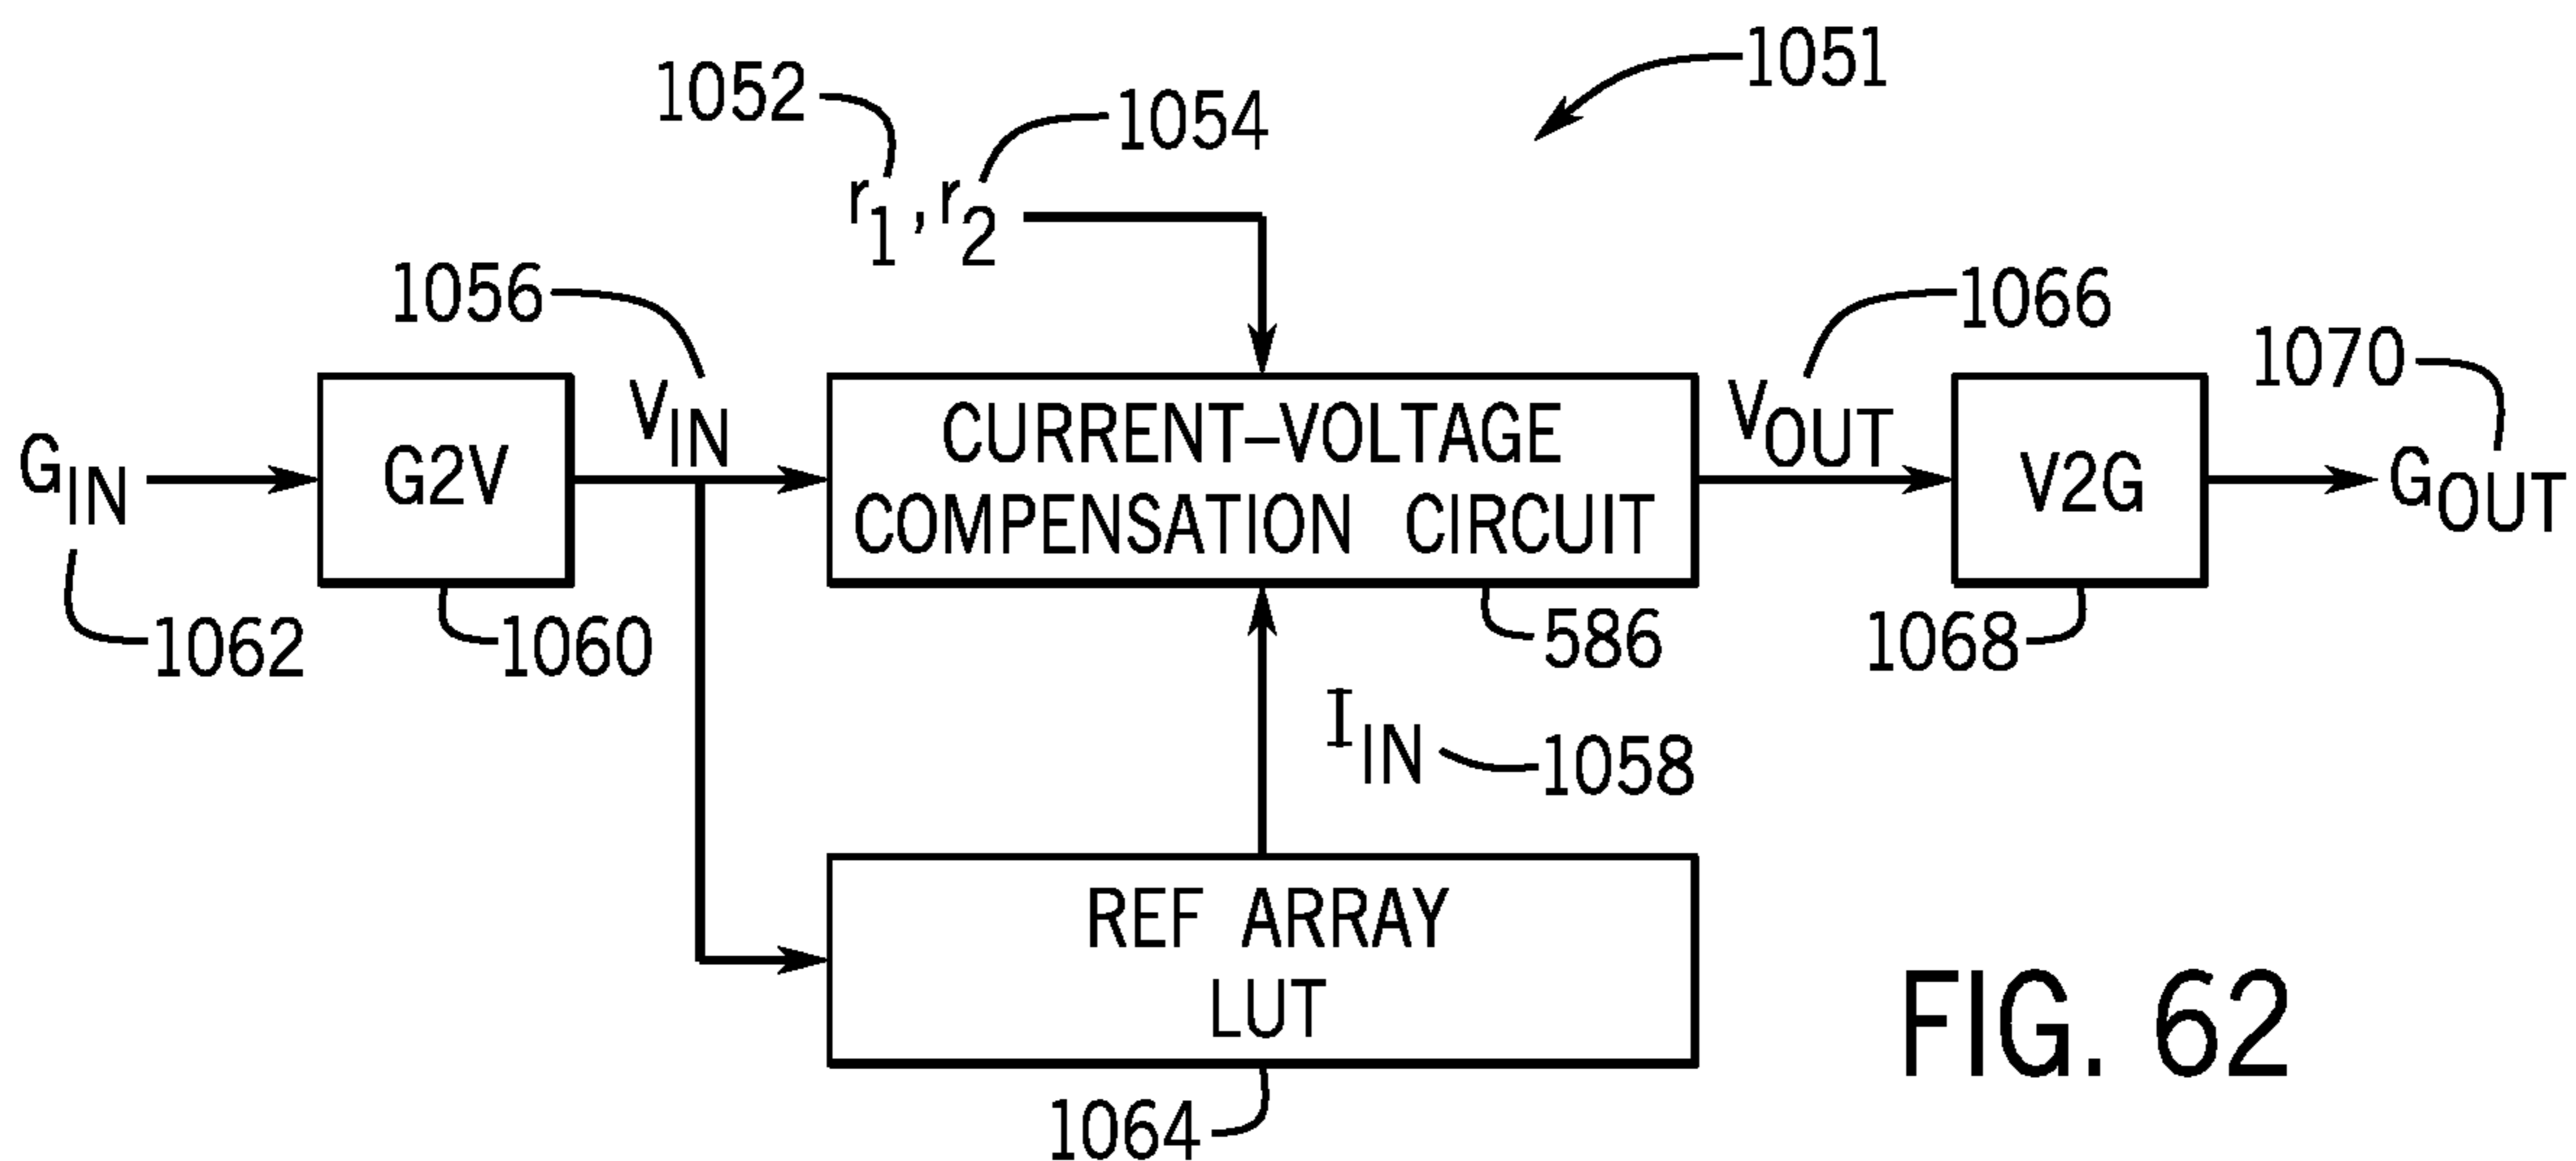 1051
1052
1054
r1, r2
1056
VIN
1066
VOUT
1070
GIN
G2V
CURRENT–VOLTAGE
COMPENSATION CIRCUIT
V2G
GOUT
1062
1060
586
1068
IIN
1058
REF ARRAY
LUT
1064
FIG. 62